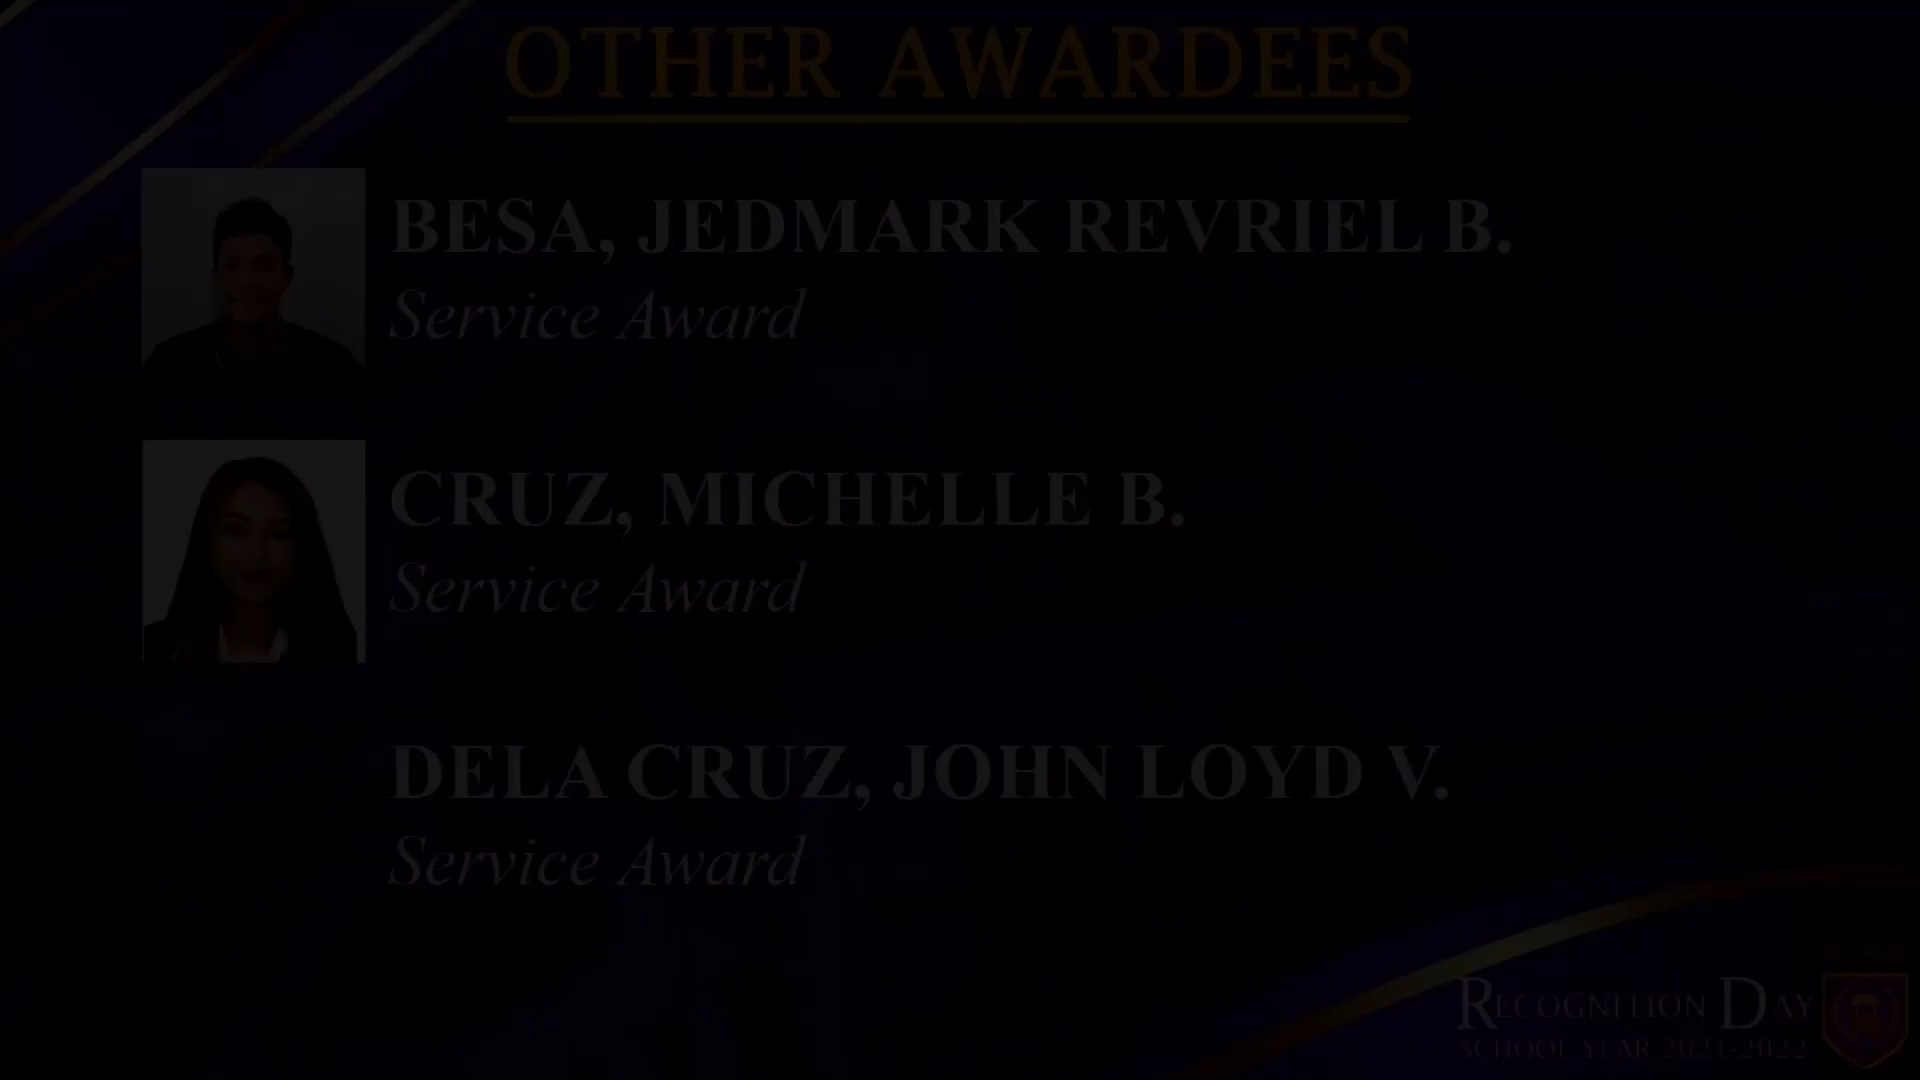 OTHER AWARDEES
BESA, JEDMARK REVRIEL B.
Service Award
CRUZ, MICHELLE B.
Service Award
DELA CRUZ, JOHN LOYD V.
Service Award
RECOGNITION DAY
SCHOOL YEAR 2021-2022